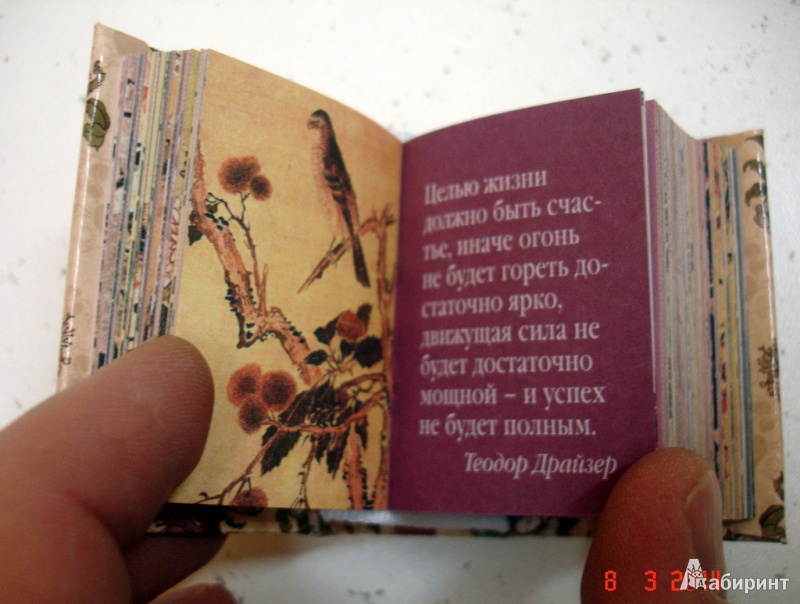 Целью жизни
должно быть счас-
тье, иначе огонь
не будет гореть до-
статочно ярко,
движущая сила не
будет достаточно
мощной – и успех
не будет полным.
Теодор Драйзер
8 3 2014
Лабиринт